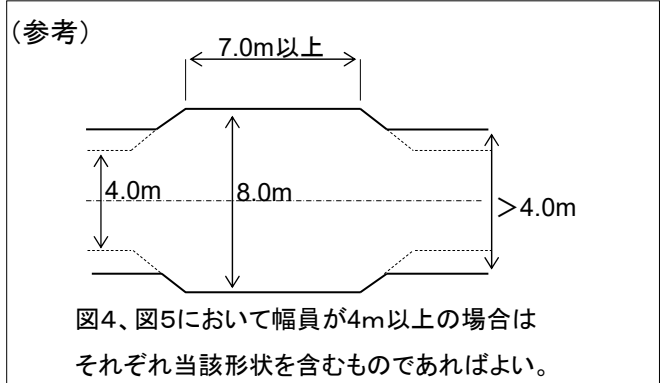 (参考)
7.0m以上
4.0m
8.0m
＞4.0m
図4、図5において幅員が4ｍ以上の場合は
それぞれ当該形状を含むものであればよい。